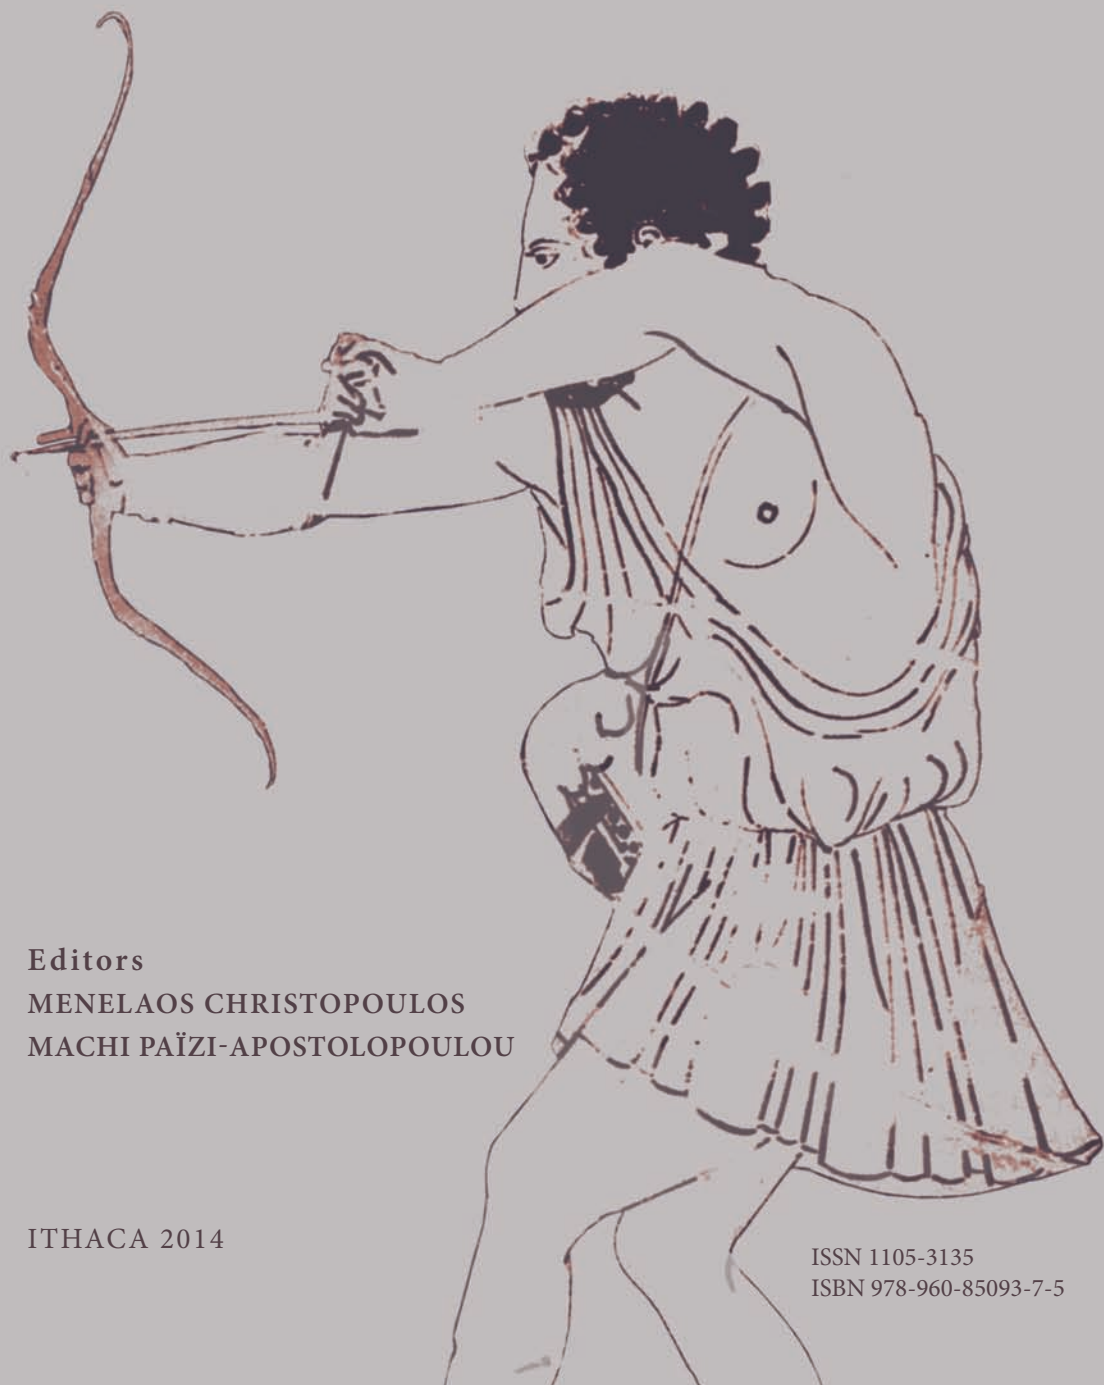 Editors
MENELAOS CHRISTOPOULOS
MACHI PAÏZI-APOSTOLOPOULOU
ITHACA 2014
ISSN 1105-3135
ISBN 978-960-85093-7-5